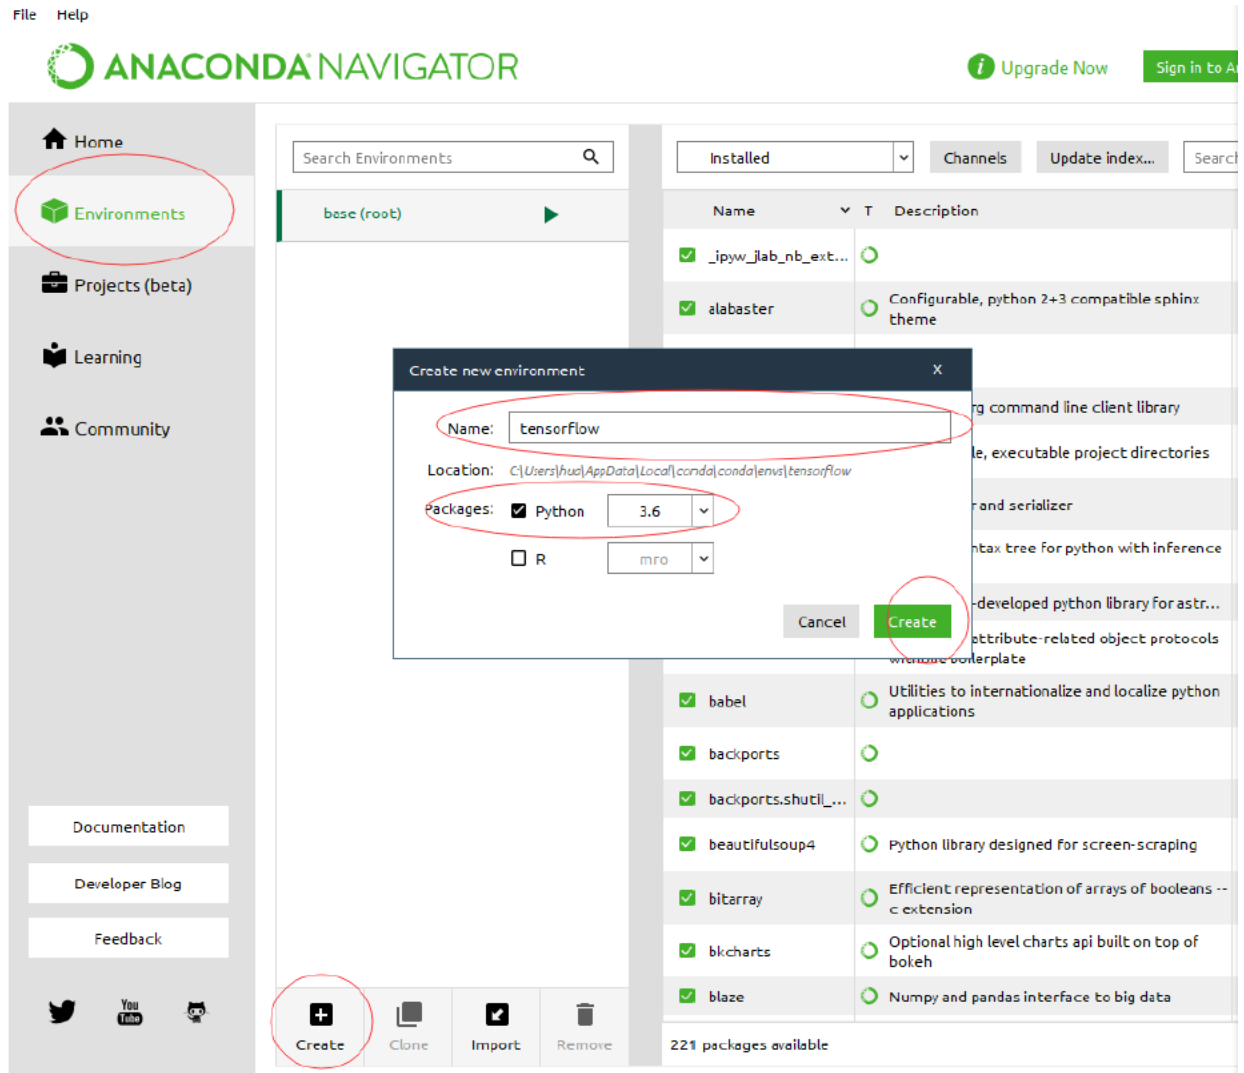 File Help
ANACONDA NAVIGATOR
Upgrade Now
Sign in to A
Home
Environments
Projects (beta)
Learning
Community
Documentation
Developer Blog
Feedback
You
Tube
Search Environments
base (root)
Create
Clone
Import
Remove
Installed
Channels
Update index...
Search
Name
T
Description
_ipyw_jlab_nb_ext...
alabaster
Configurable, python 2+3 compatible sphinx
theme
command line client library
executable project directories
and serializer
tree for python with inference
-developed python library for astr...
attribute-related object protocols
babel
Utilities to internationalize and localize python
applications
backports
backports.shutil_...
beautifulsoup4
Python library designed for screen-scraping
bitarray
Efficient representation of arrays of booleans --
c extension
bkcharts
Optional high level charts api built on top of
bokeh
blaze
Numpy and pandas interface to big data
221 packages available
Create new environment
X
Name:
tensorflow
Location:
C:\Users\hua\AppData\Local\conda\conda\envs\tensorflow
Packages:
Python
3.6
R
mro
Cancel
Create